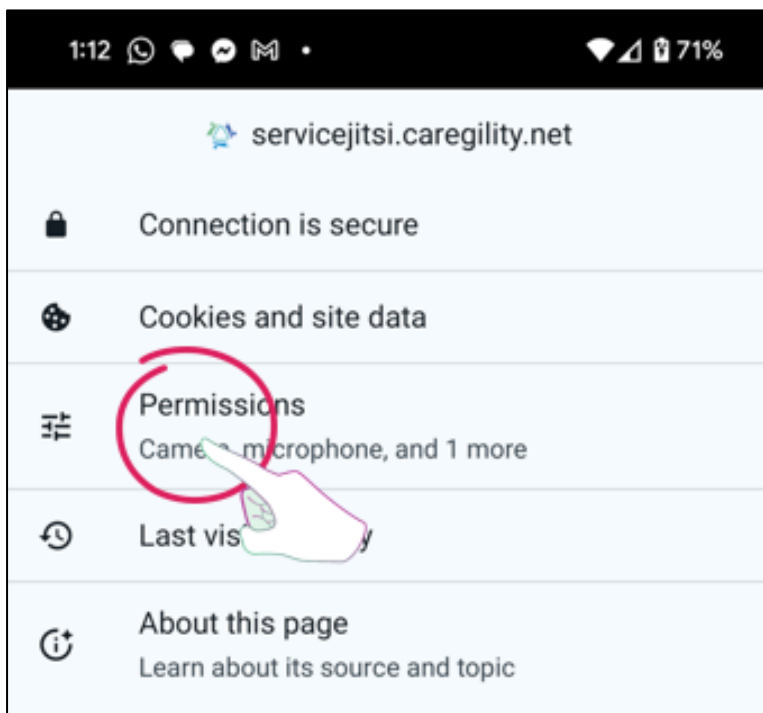 1:12 71%
servicejitsi.caregility.net
Connection is secure
Cookies and site data
Permissions
microphone, and 1 more
Last
About this page
Learn about its source and topic